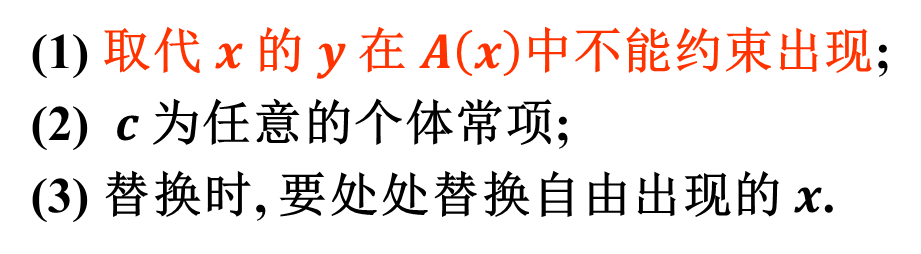 (1) 取代 x 的 y 在 A(x)中不能约束出现;
(2) c 为任意的个体常项;
(3) 替换时, 要处处替换自由出现的 x.